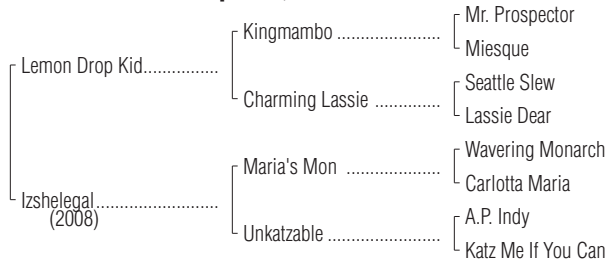 Mr. Prospector
Kingmambo ..................
Miesque
Lemon Drop Kid................
Seattle Slew
Charming Lassie ..............
Lassie Dear
Wavering Monarch
Maria's Mon ....................
Carlotta Maria
Izshelegal..........................
(2008)
A.P. Indy
Unkatzable ......................
Katz Me If You Can